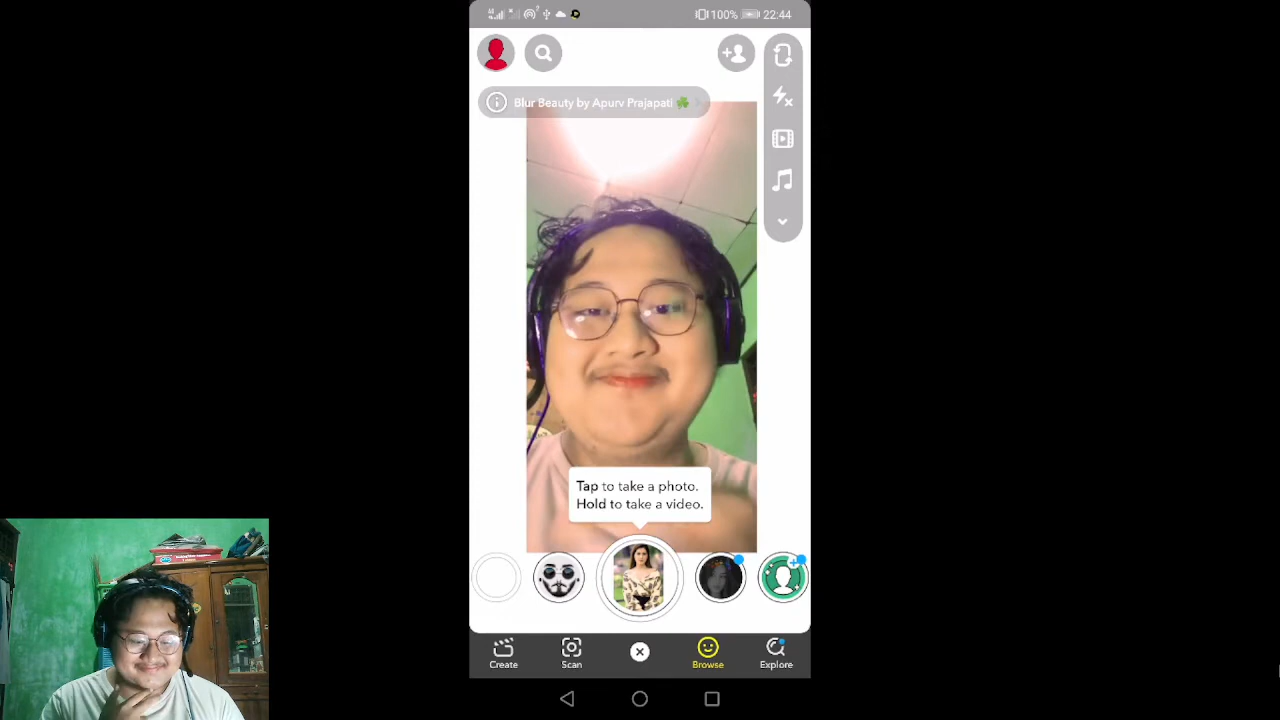 100% 22:44
Blur Beauty by Apurv Prajapati
Tap to take a photo.
Hold to take a video.
Create Scan Browse Explore